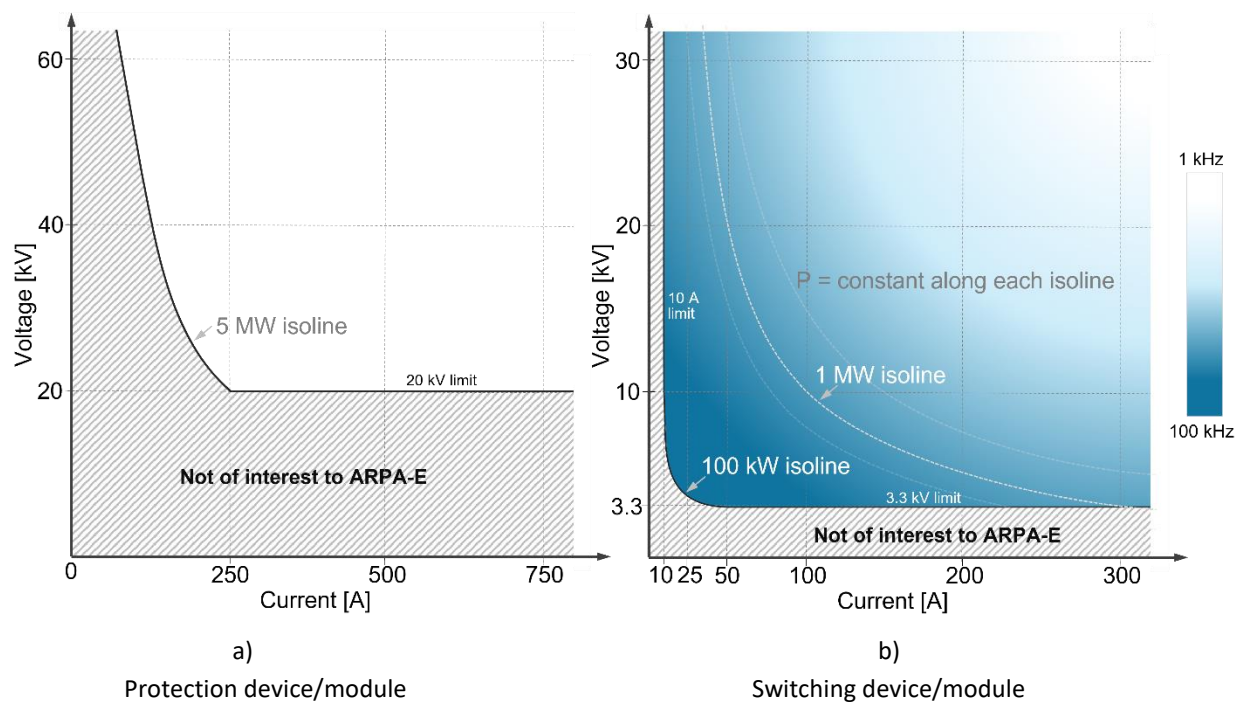 60
40
20
0
250
500
750
Voltage [kV]
Current [A]
5 MW isoline
20 kV limit
Not of interest to ARPA-E
a)
Protection device/module
30
20
10
3.3
10
25
50
100
200
300
Voltage [kV]
Current [A]
10 A
limit
P = constant along each isoline
1 MW isoline
100 kW isoline
3.3 kV limit
Not of interest to ARPA-E
1 kHz
100 kHz
b)
Switching device/module